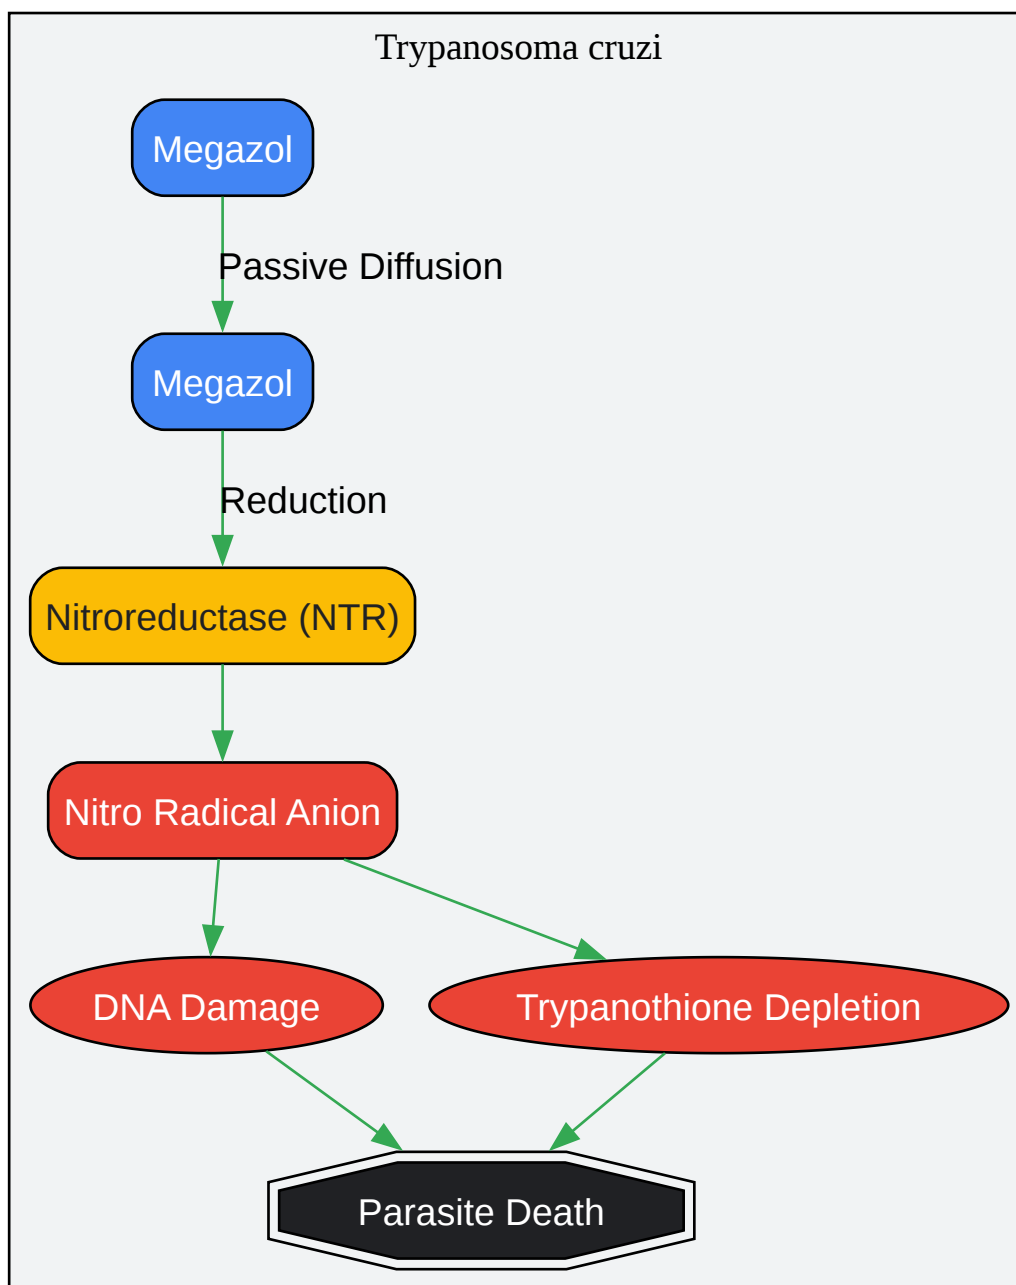 Trypanosoma cruzi
Megazol
Passive Diffusion
Megazol
Reduction
Nitroreductase (NTR)
Nitro Radical Anion
DNA Damage
Trypanothione Depletion
Parasite Death